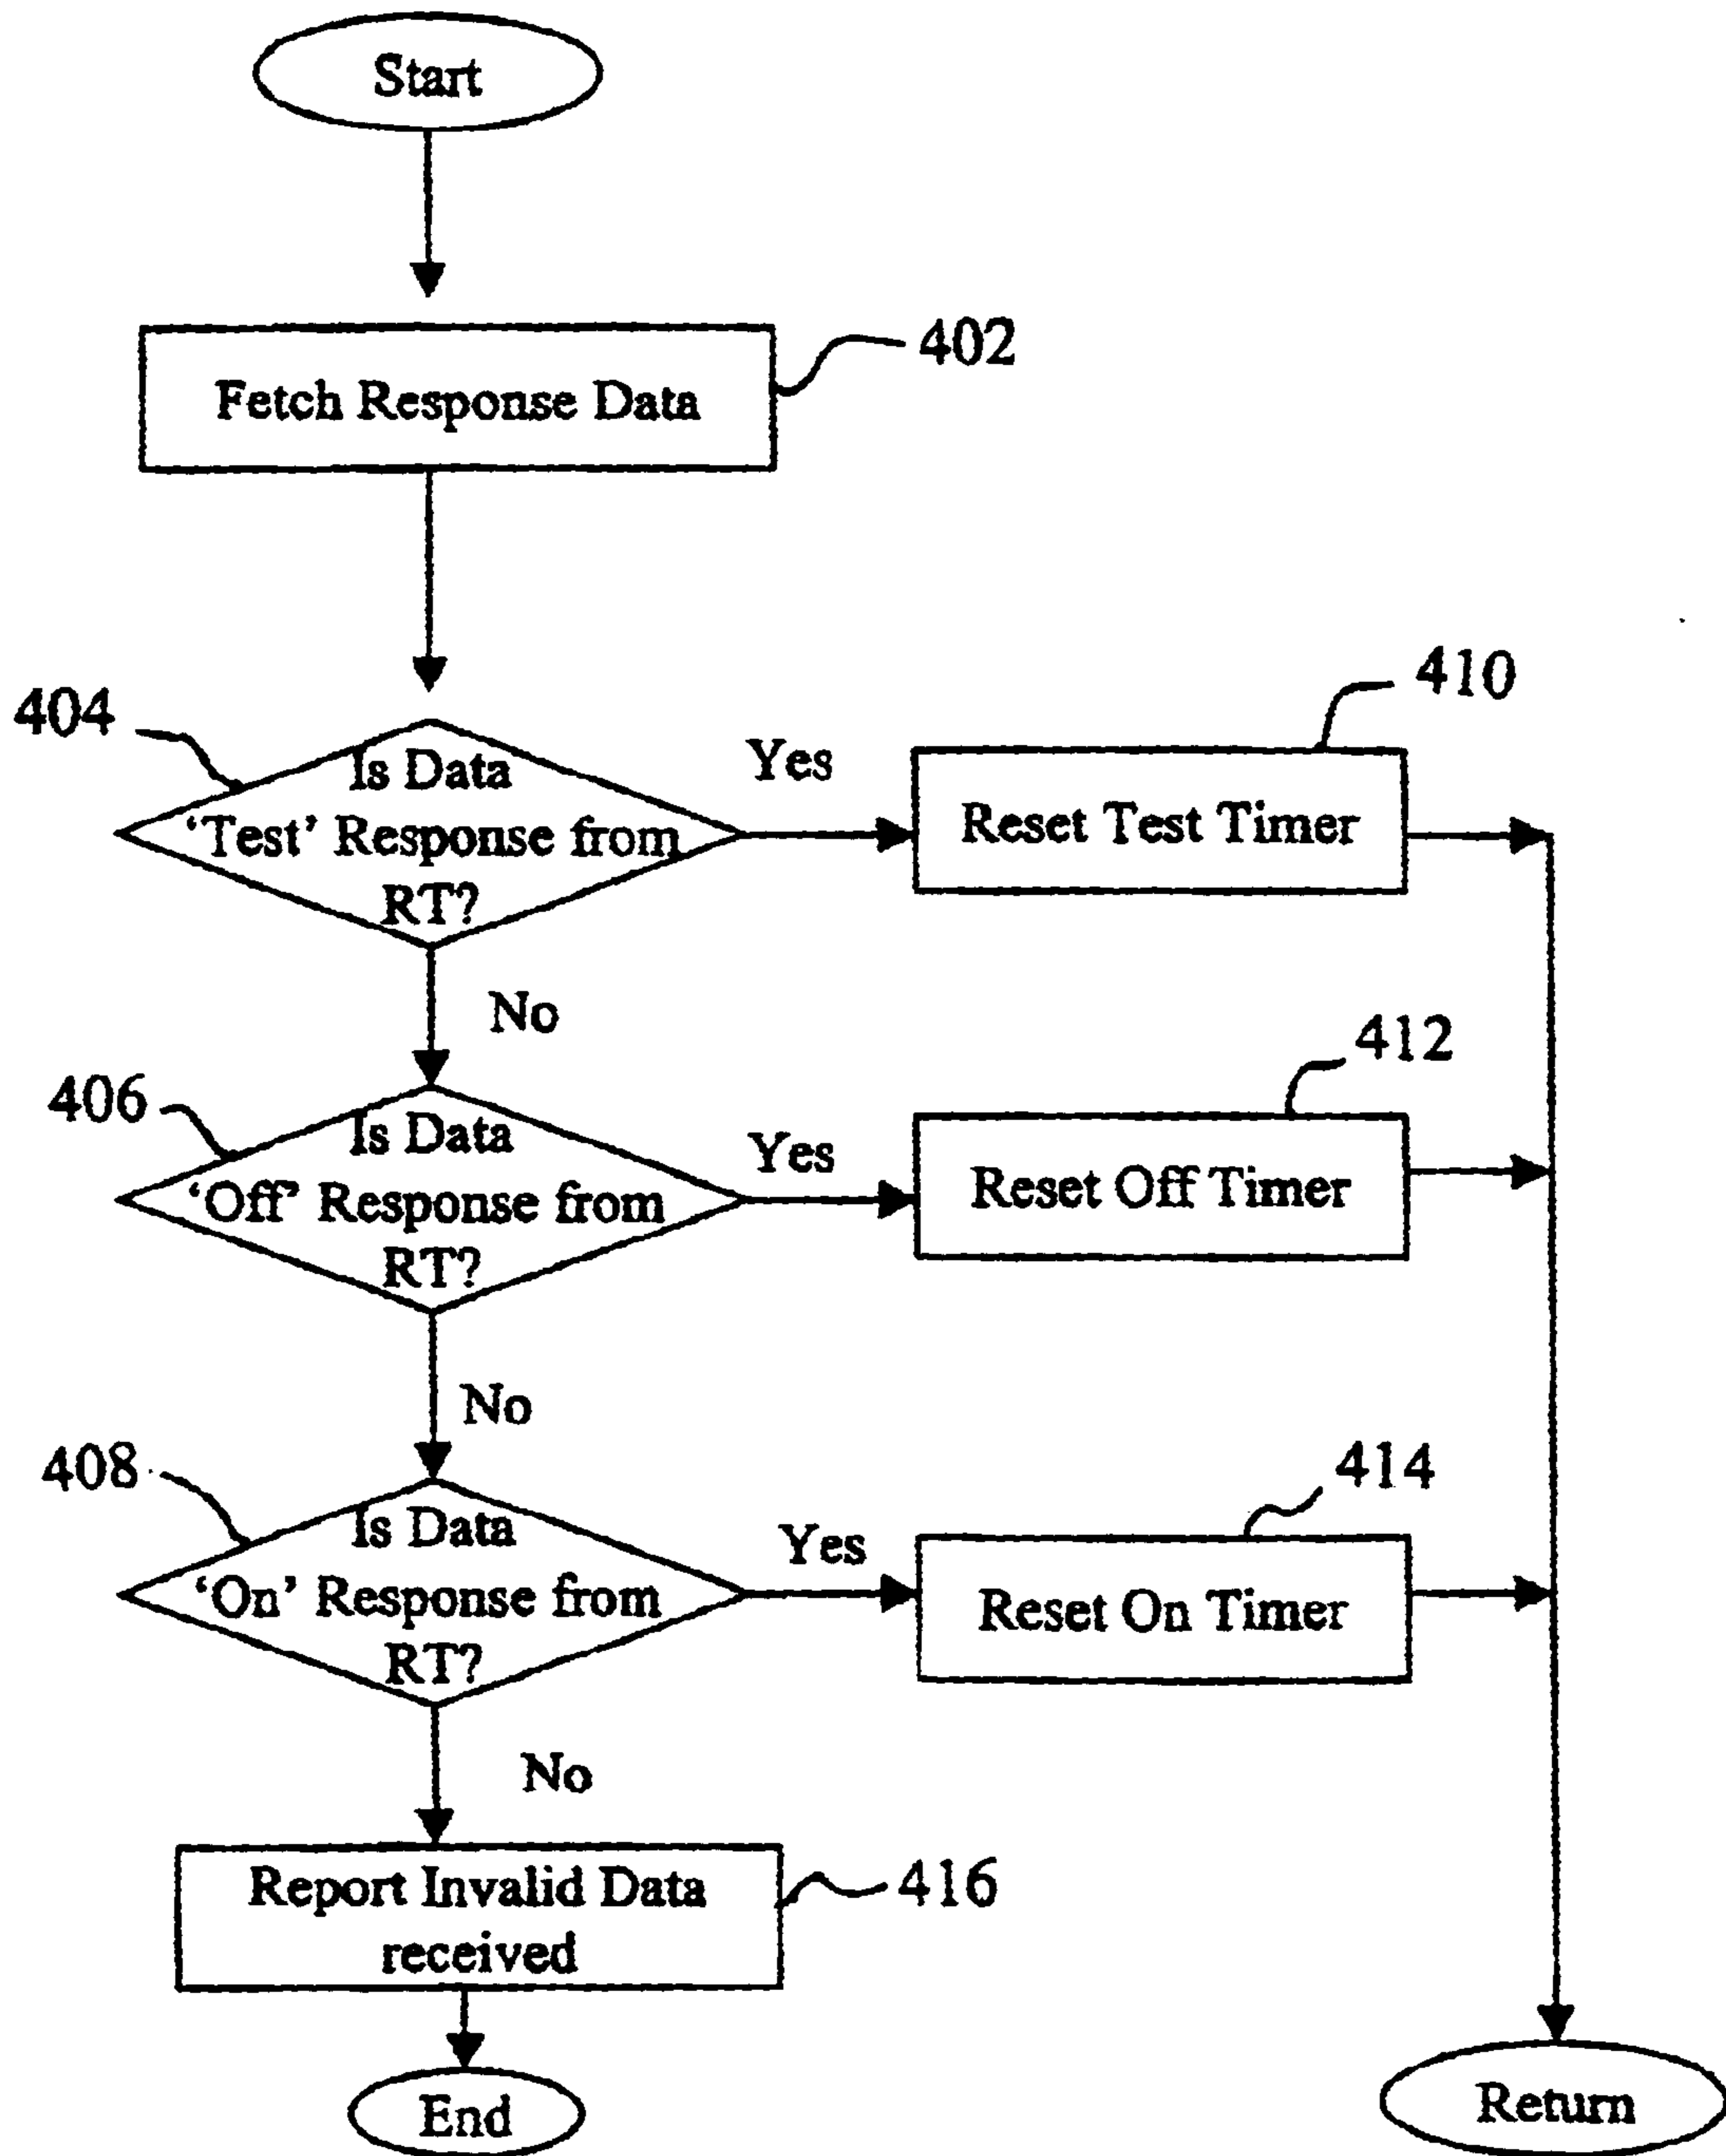 Start
402
Fetch Response Data
404
Is Data
‘Test’ Response from
RT?
Yes
410
Reset Test Timer
No
406
Is Data
‘Off’ Response from
RT?
Yes
412
Reset Off Timer
No
408
Is Data
‘On’ Response from
RT?
Yes
414
Reset On Timer
No
Report Invalid Data
received
416
End
Return